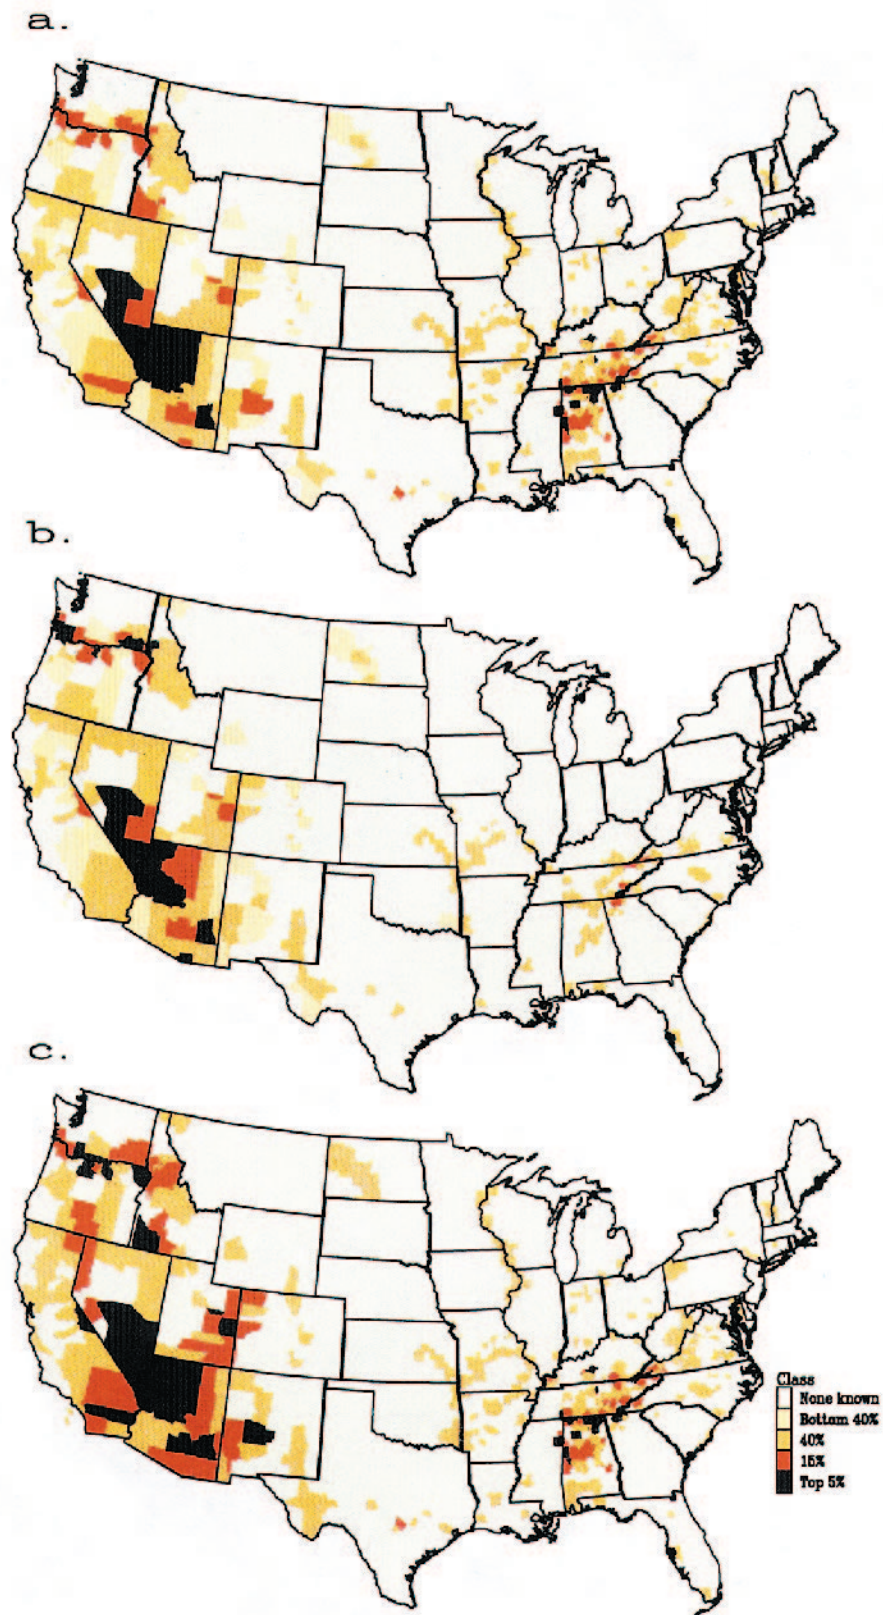 a.
b.
c.
Class
None known
Bottom 40%
40%
15%
Top 5%